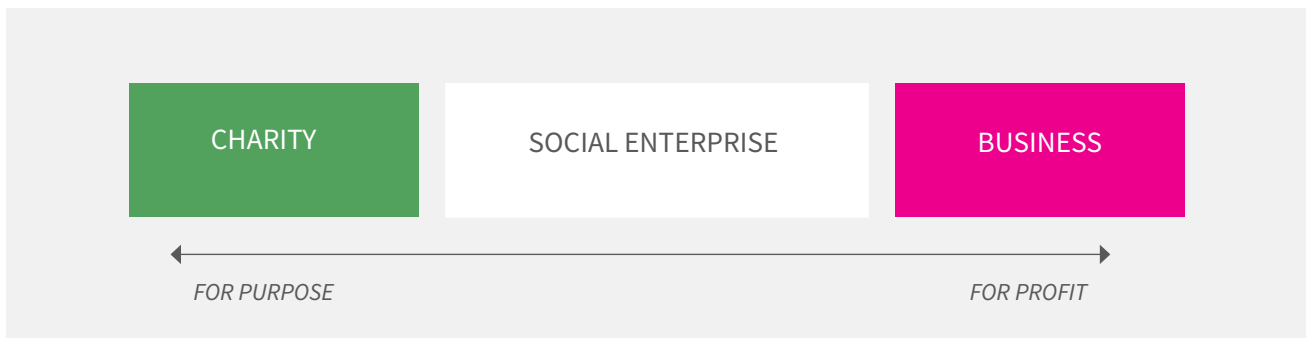 CHARITY
SOCIAL ENTERPRISE
BUSINESS
FOR PURPOSE
FOR PROFIT